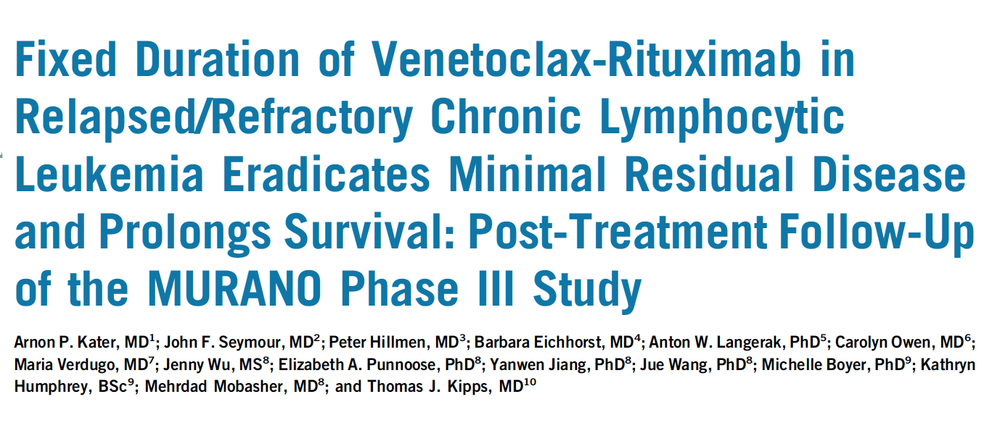 Fixed Duration of Venetoclax-Rituximab in
Relapsed/Refractory Chronic Lymphocytic
Leukemia Eradicates Minimal Residual Disease
and Prolongs Survival: Post-Treatment Follow-Up
of the MURANO Phase III Study
Arnon P. Kater, MD¹; John F. Seymour, MD²; Peter Hillmen, MD³; Barbara Eichhorst, MD⁴; Anton W. Langerak, PhD⁵; Carolyn Owen, MD⁶;
Maria Verdugo, MD⁷; Jenny Wu, MS⁸; Elizabeth A. Punnoose, PhD⁸; Yanwen Jiang, PhD⁸; Jue Wang, PhD⁸; Michelle Boyer, PhD⁹; Kathryn
Humphrey, BSc⁹; Mehrdad Mobasher, MD⁸; and Thomas J. Kipps, MD¹⁰